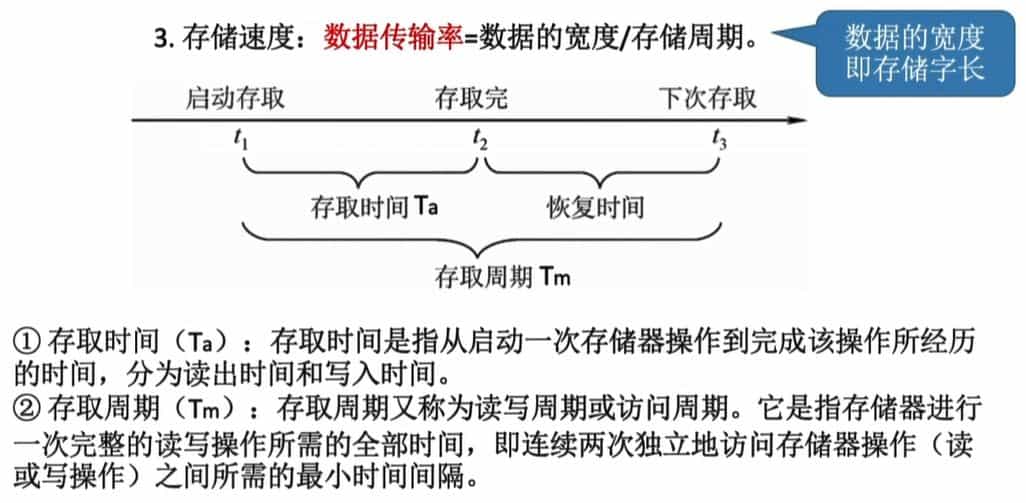 3. 存储速度：数据传输率=数据的宽度/存储周期。
数据的宽度
即存储字长
启动存取 存取完 下次存取
t1 t2 t3
存取时间 Ta 恢复时间
存取周期 Tm
① 存取时间（Ta）：存取时间是指从启动一次存储器操作到完成该操作所经历
的时间，分为读出时间和写入时间。
② 存取周期（Tm）：存取周期又称为读写周期或访问周期。它是指存储器进行
一次完整的读写操作所需的全部时间，即连续两次独立地访问存储器操作（读
或写操作）之间所需的最小时间间隔。